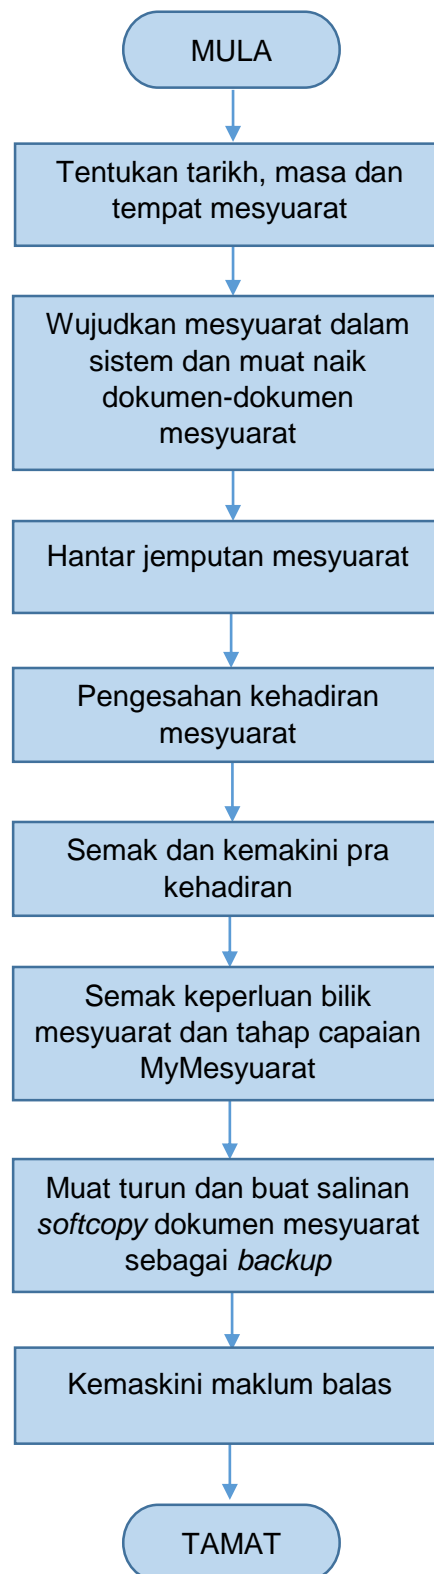 MULA
Tentukan tarikh, masa dan
tempat mesyuarat
Wujudkan mesyuarat dalam
sistem dan muat naik
dokumen-dokumen
mesyuarat
Hantar jemputan mesyuarat
Pengesahan kehadiran
mesyuarat
Semak dan kemakini pra
kehadiran
Semak keperluan bilik
mesyuarat dan tahap capaian
MyMesyuarat
Muat turun dan buat salinan
softcopy dokumen mesyuarat
sebagai backup
Kemaskini maklum balas
TAMAT